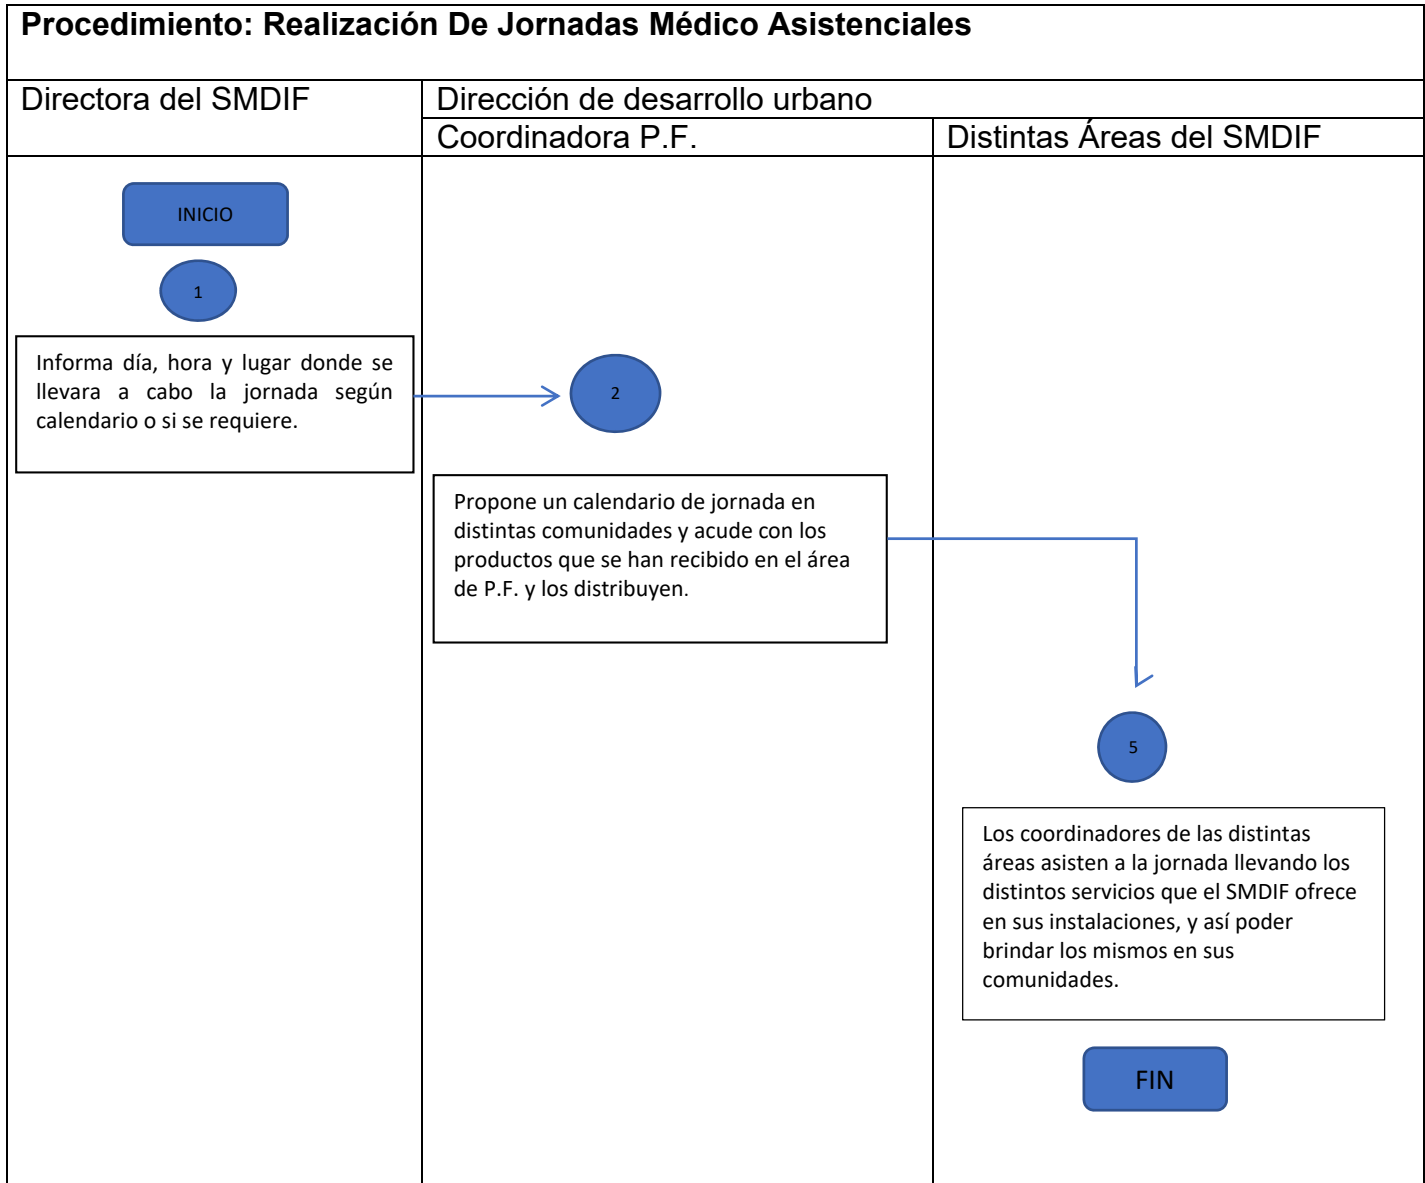 Procedimiento: Realización De Jornadas Médico Asistenciales
Directora del SMDIF
Dirección de desarrollo urbano
Coordinadora P.F.
Distintas Áreas del SMDIF
INICIO
1
Informa día, hora y lugar donde se
llevara a cabo la jornada según
calendario o si se requiere.
2
Propone un calendario de jornada en
distintas comunidades y acude con los
productos que se han recibido en el área
de P.F. y los distribuyen.
5
Los coordinadores de las distintas
áreas asisten a la jornada llevando los
distintos servicios que el SMDIF ofrece
en sus instalaciones, y así poder
brindar los mismos en sus
comunidades.
FIN